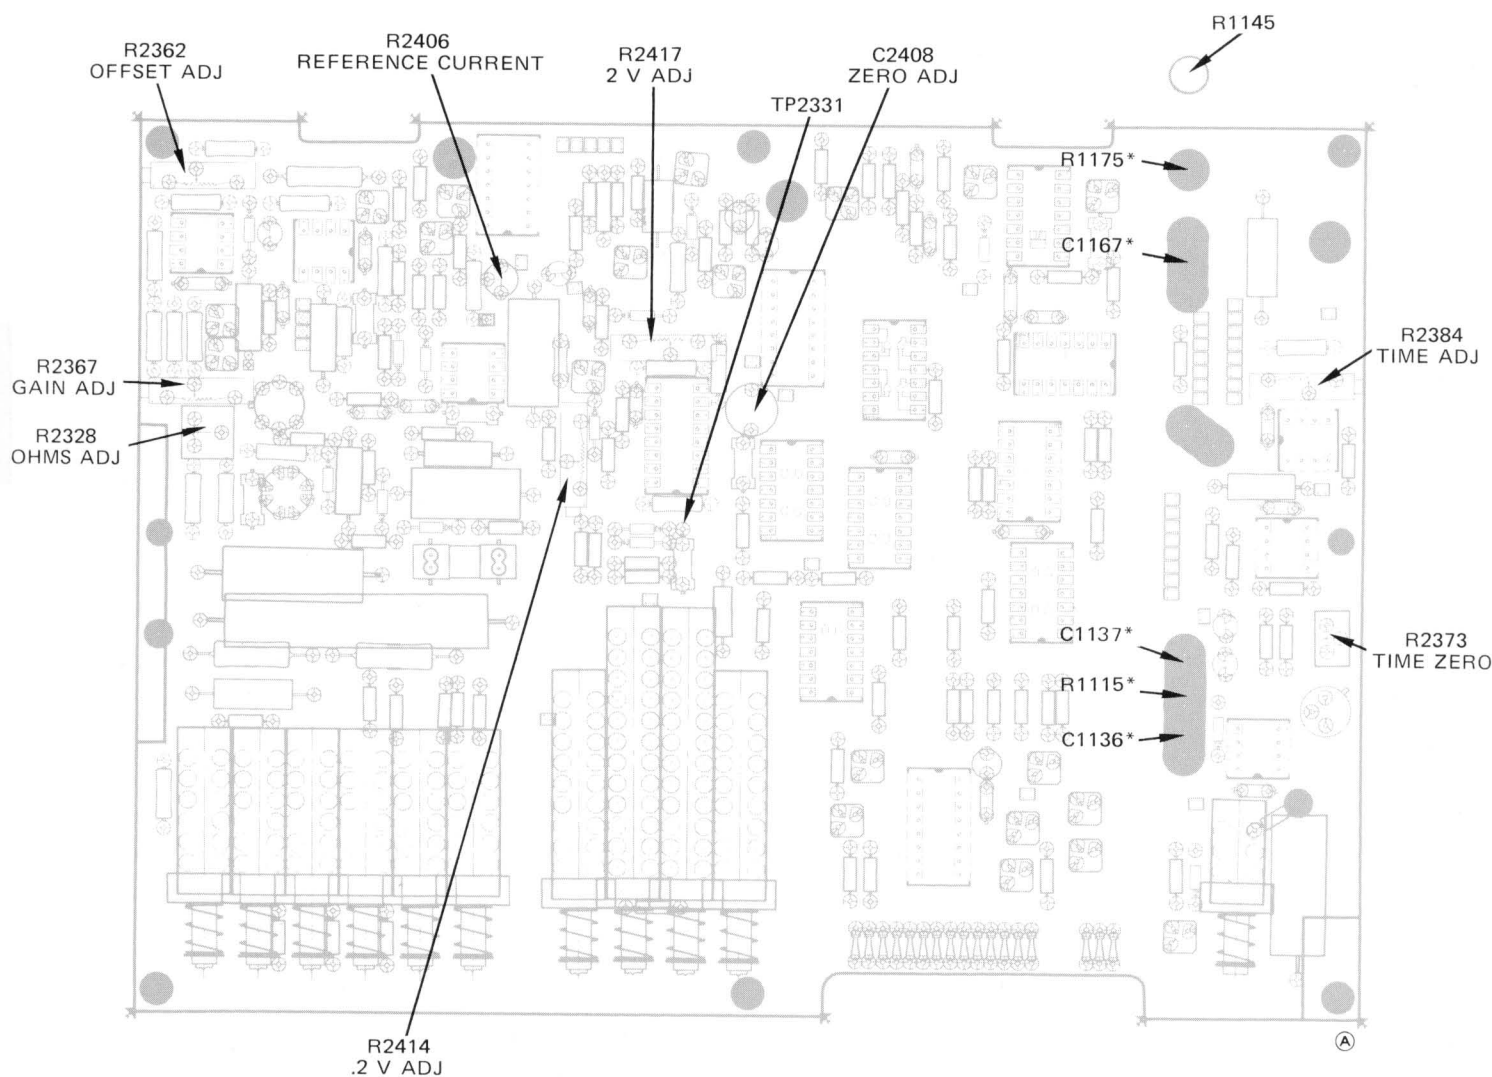 R1145
R2362
OFFSET ADJ
R2406
REFERENCE CURRENT
R2417
2 V ADJ
C2408
ZERO ADJ
TP2331
R1175*
C1167*
R2384
TIME ADJ
R2367
GAIN ADJ
R2328
OHMS ADJ
C1137*
R1115*
C1136*
R2373
TIME ZERO
R2414
.2 V ADJ
A